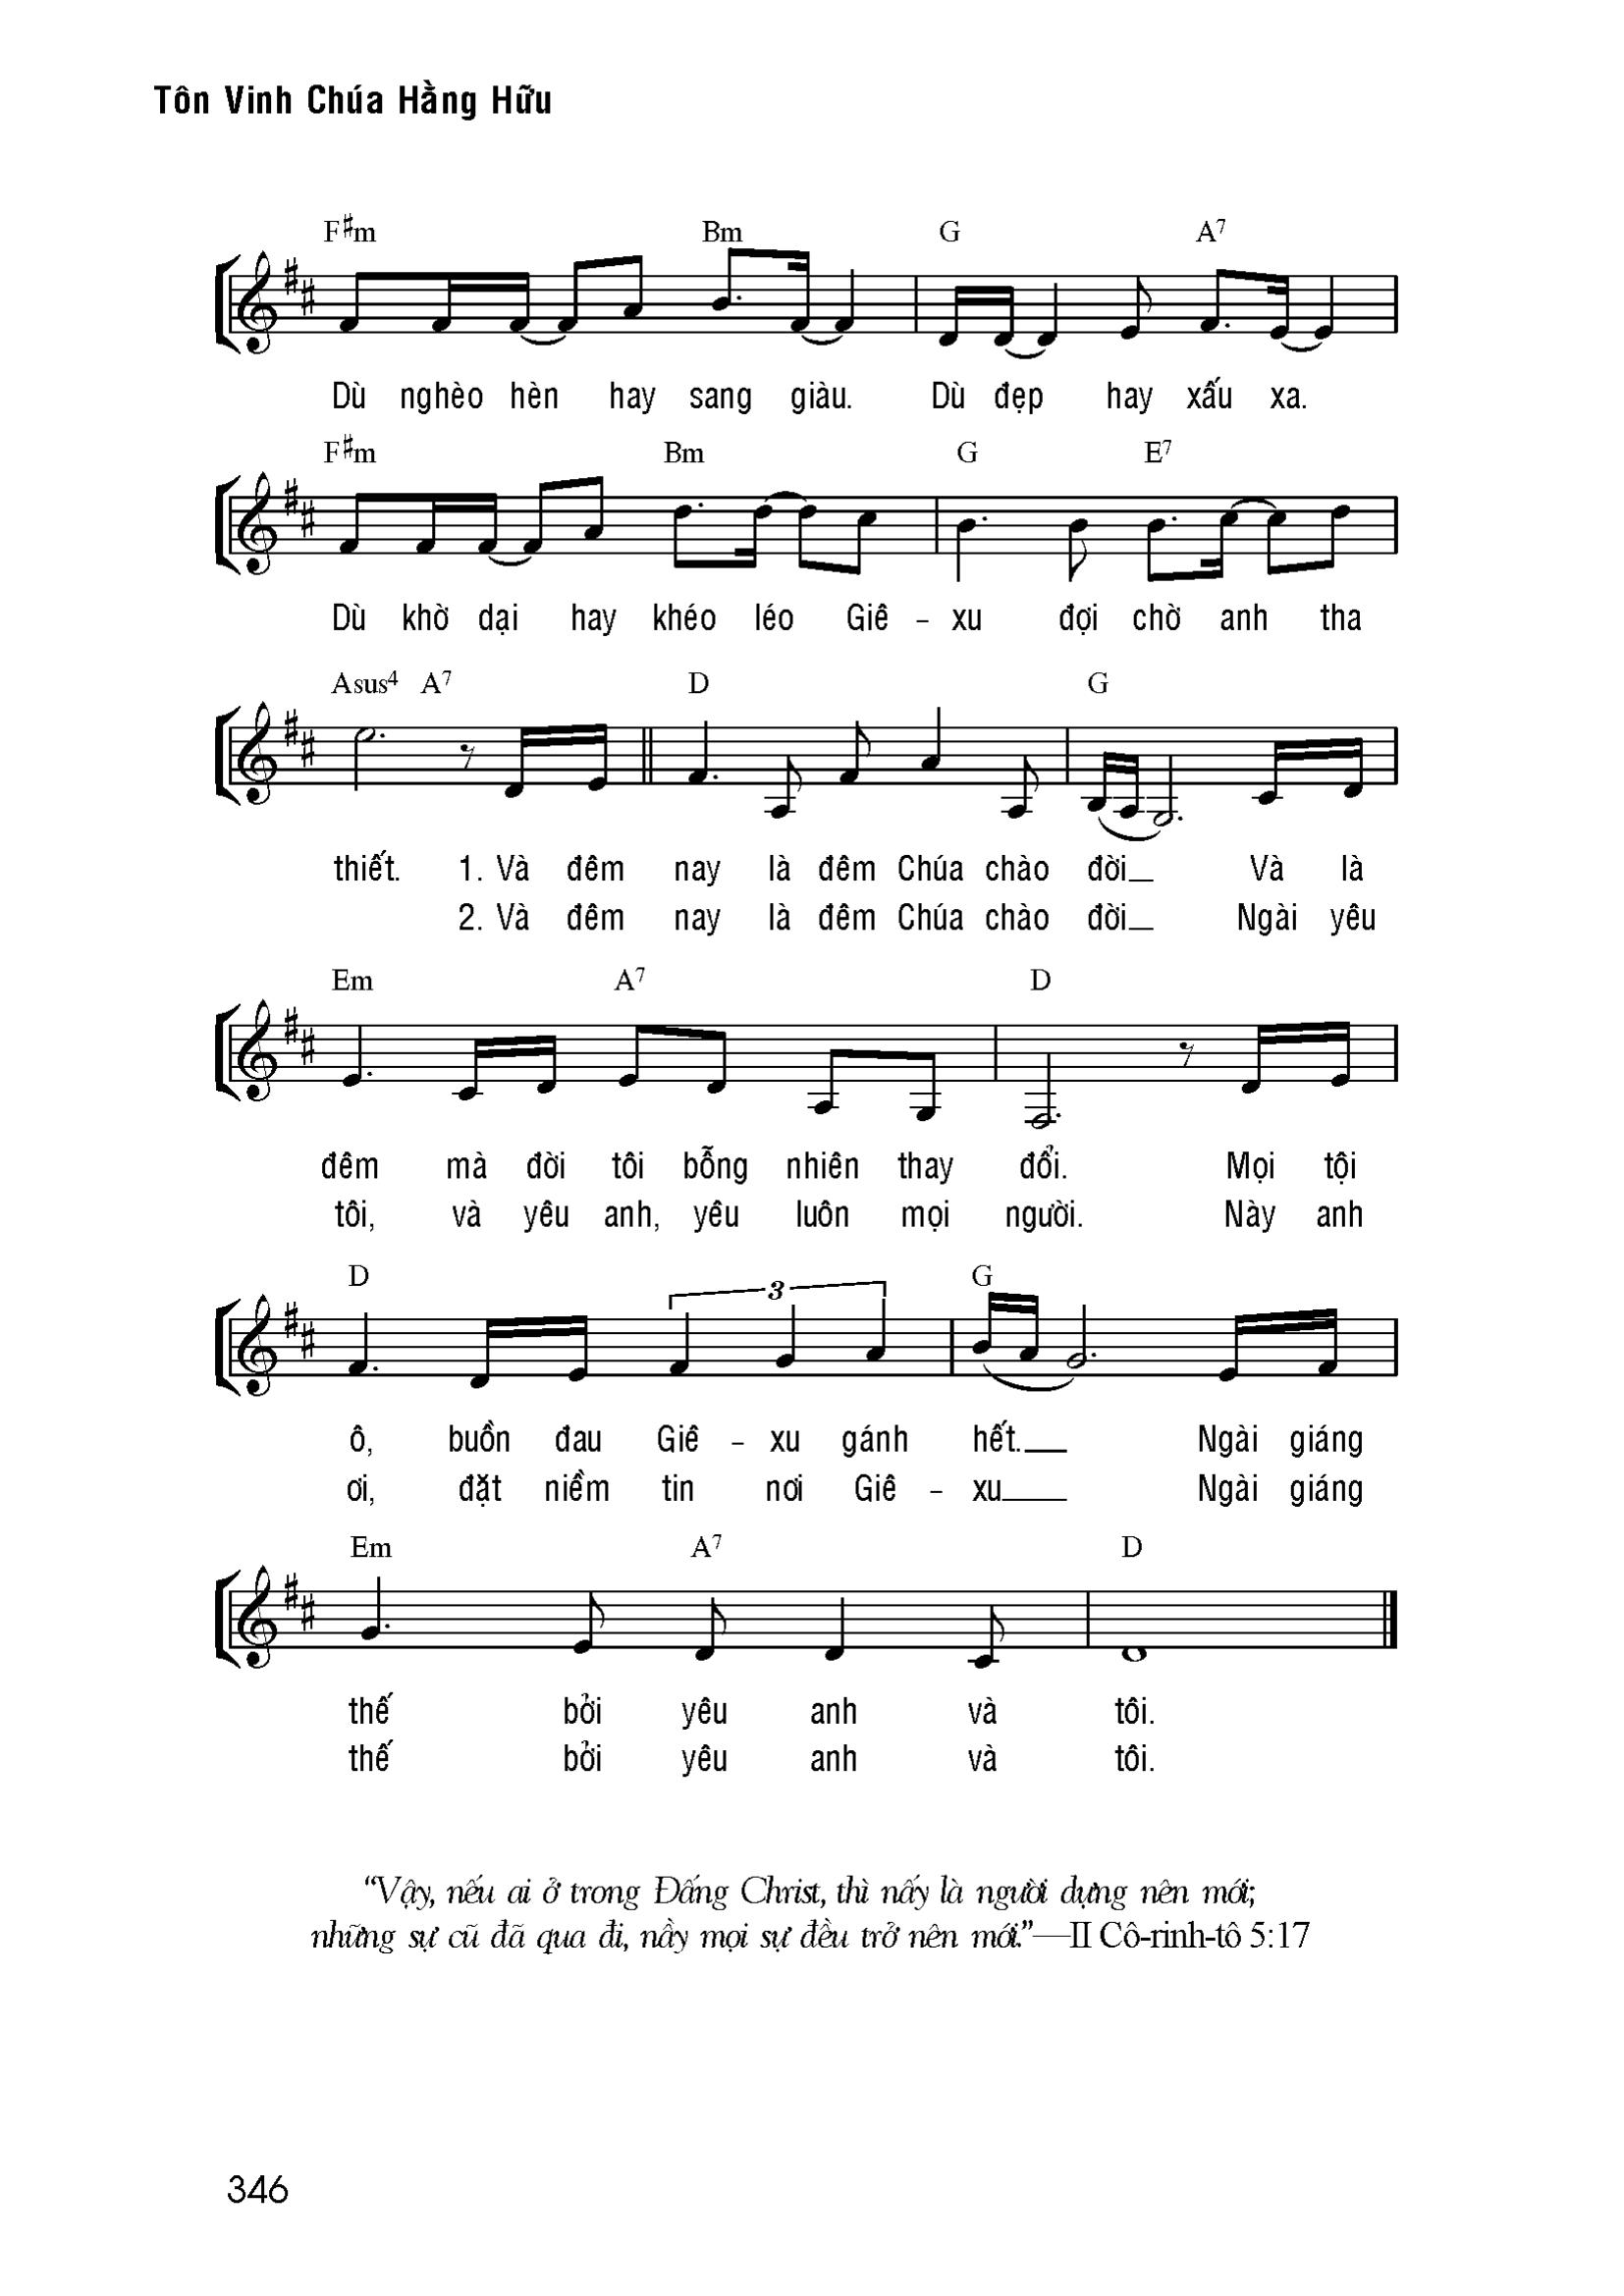 Tôn Vinh Chúa Hằng Hữu
F♯m Bm G A7
Dù nghèo hèn hay sang giàu. Dù đẹp hay xấu xa.
F♯m Bm G E7
Dù khờ dại hay khéo léo Giê - xu đợi chờ anh tha
Asus4 A7 D G
thiết. 1. Và đêm nay là đêm Chúa chào đời Và là
2. Và đêm nay là đêm Chúa chào đời Ngài yêu
Em A7 D
đêm mà đời tôi bỗng nhiên thay đổi. Mọi tội
tôi, và yêu anh, yêu luôn mọi người. Này anh
D 3 G
ô, buồn đau Giê - xu gánh hết. Ngài giáng
ơi, đặt niềm tin nơi Giê - xu Ngài giáng
Em A7 D
thế bởi yêu anh và tôi.
thế bởi yêu anh và tôi.
“Vậy, nếu ai ở trong Đấng Christ, thì nấy là người dựng nên mới;
những sự cũ đã qua đi, nầy mọi sự đều trở nên mới.”—II Cô-rinh-tô 5:17
346